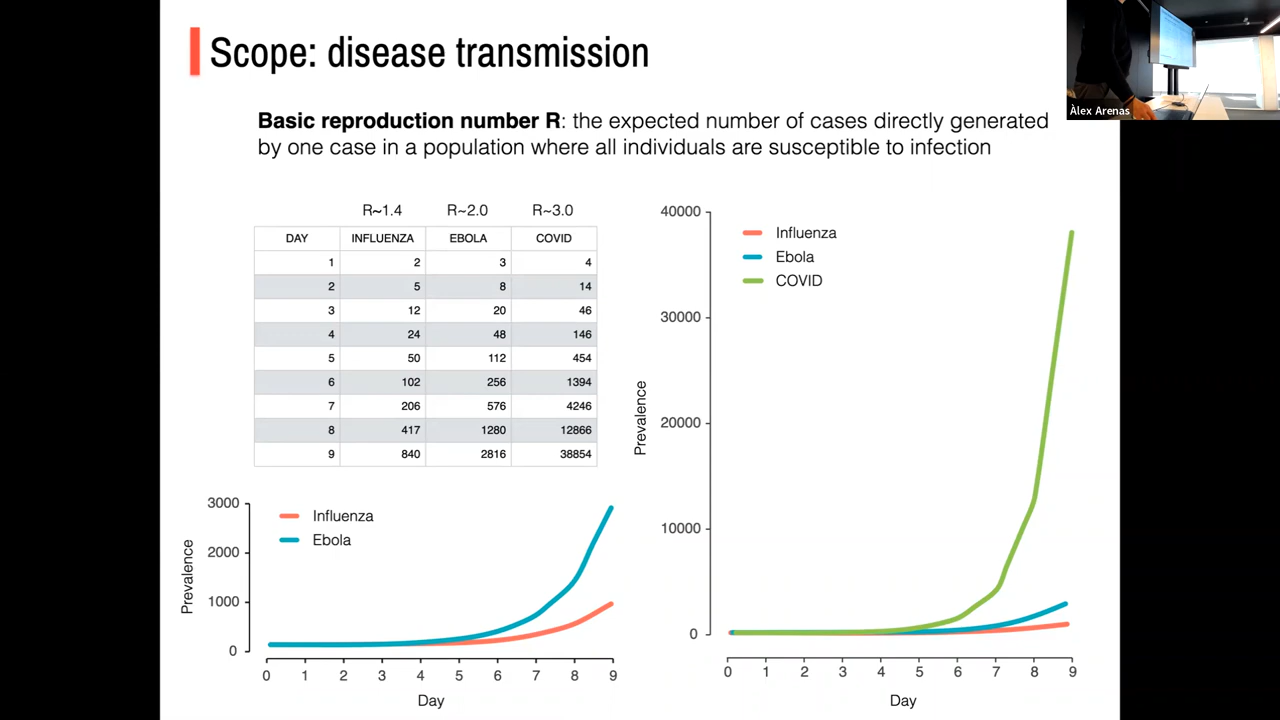 Scope: disease transmission
Àlex Arenas
Basic reproduction number R: the expected number of cases directly generated
by one case in a population where all individuals are susceptible to infection
R~1.4 R~2.0 R~3.0
DAY INFLUENZA EBOLA COVID
1 2 3 4
2 5 8 14
3 12 20 46
4 24 48 146
5 50 112 454
6 102 256 1394
7 206 576 4246
8 417 1280 12866
9 840 2816 38854
3000
2000
1000
0
Prevalence
Influenza
Ebola
0 1 2 3 4 5 6 7 8 9
Day
40000
30000
20000
10000
0
Prevalence
Influenza
Ebola
COVID
0 1 2 3 4 5 6 7 8 9
Day